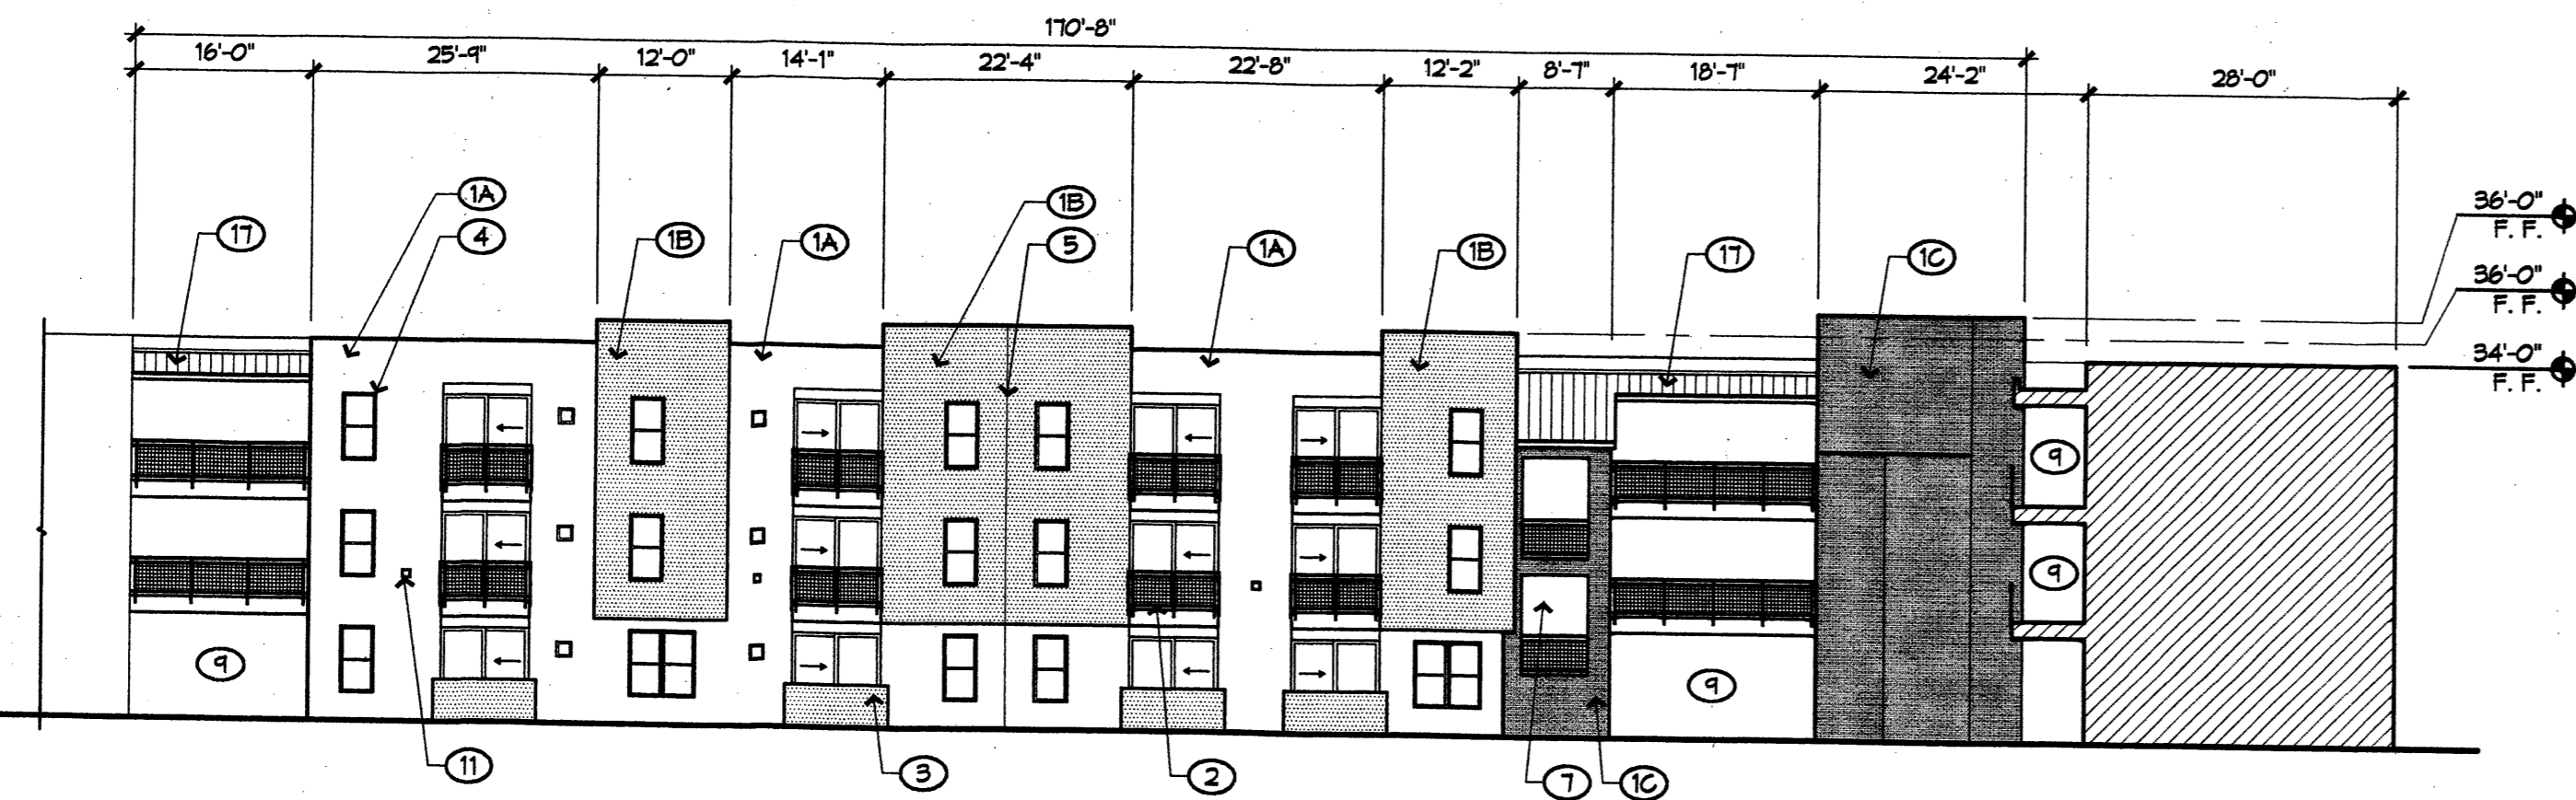 170'-8"
16'-0" 25'-9" 12'-0" 14'-1" 22'-4" 22'-8" 12'-2" 8'-7" 18'-7" 24'-2" 28'-0"
1A
4
17
1B
1A
1B
5
1A
1B
17
1C
36'-0"
F. F.
36'-0"
F. F.
34'-0"
F. F.
9
9
9
9
11
3
2
7
1C